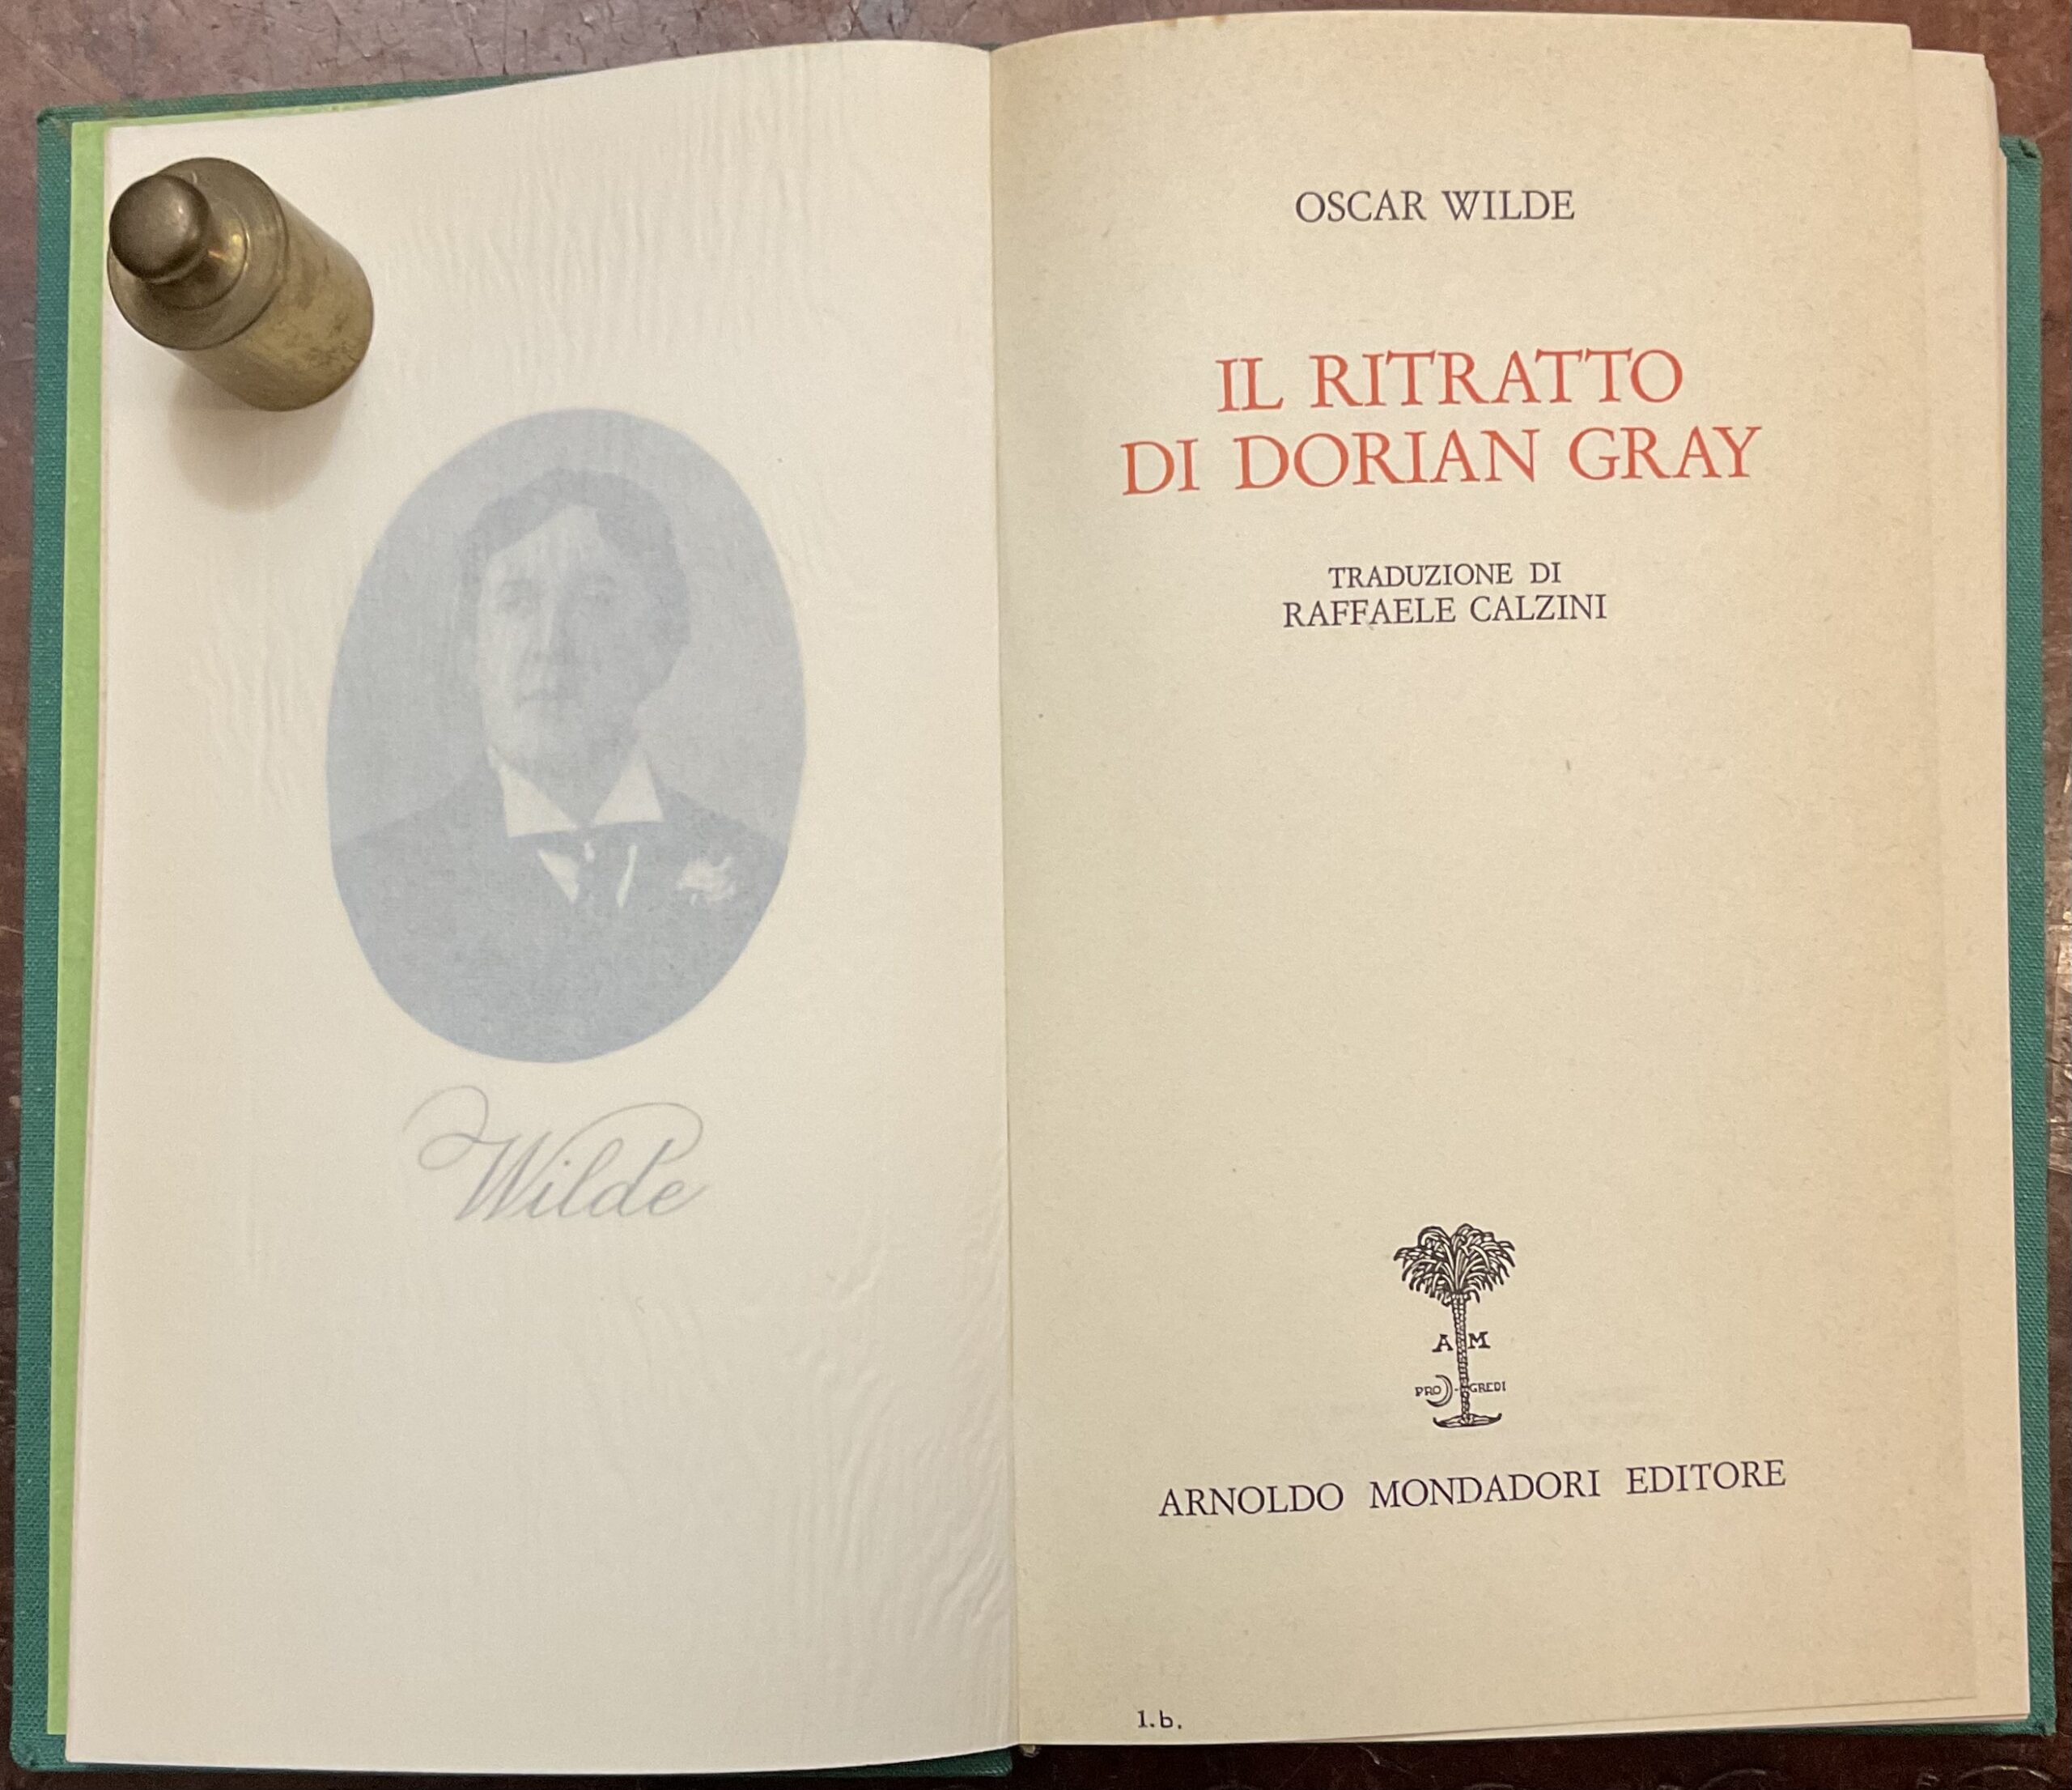 Wilde
OSCAR WILDE
IL RITRATTO
DI DORIAN GRAY
TRADUZIONE DI
RAFFAELE CALZINI
A M
PRO-GREDI
ARNOLDO MONDADORI EDITORE
1.b.